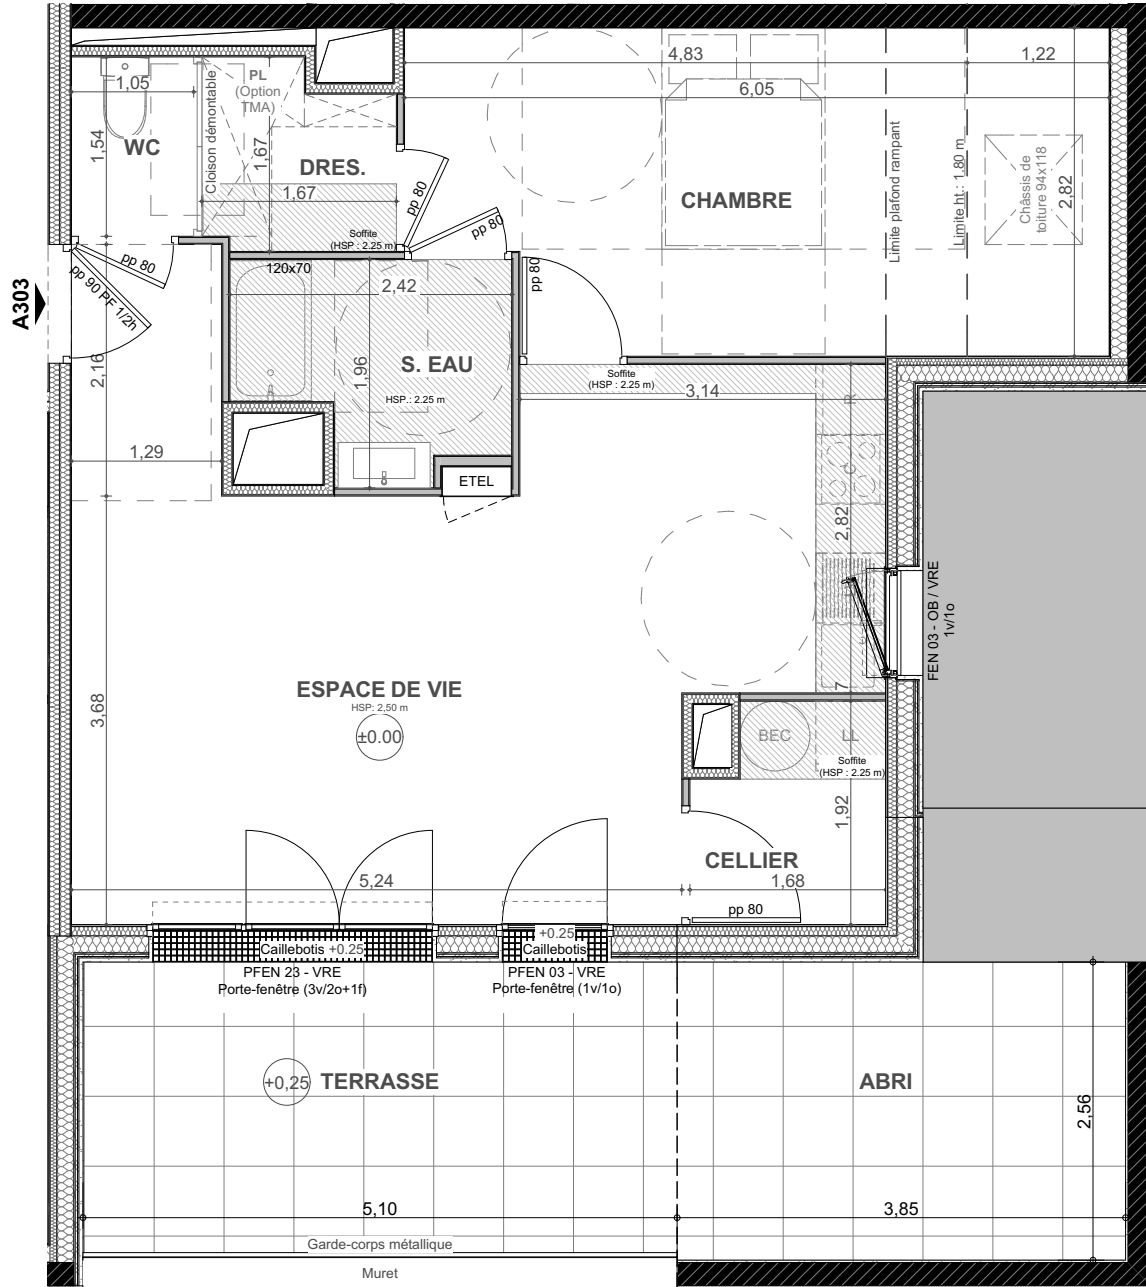 4,83
1,22
6,05
1,05
PL
(Option
TMA)
Cloison démontable
WC
1,54
1,67
DRES.
1,67
pp 80
Soffite
(HSP : 2.25 m)
pp 80
CHAMBRE
Limite plafond rampant
Limite ht.: 1.80 m
Châssis de
toiture 94x118
2,82
A303
pp 80
pp 90 PF 1/2h
2,16
1,29
120x70
2,42
S. EAU
1,96
HSP.: 2.25 m
pp 80
Soffite
(HSP : 2.25 m)
3,14
R
C
2,82
ETEL
FEN 03 - OB / VRE
1v/1o
ESPACE DE VIE
HSP: 2,50 m
±0.00
3,68
7
BEC
LL
Soffite
(HSP : 2.25 m)
1,92
CELLIER
5,24
1,68
pp 80
Caillebotis +0.25
+0.25
Caillebotis
PFEN 23 - VRE
Porte-fenêtre (3v/2o+1f)
PFEN 03 - VRE
Porte-fenêtre (1v/1o)
+0,25
TERRASSE
ABRI
2,56
5,10
3,85
Garde-corps métallique
Muret